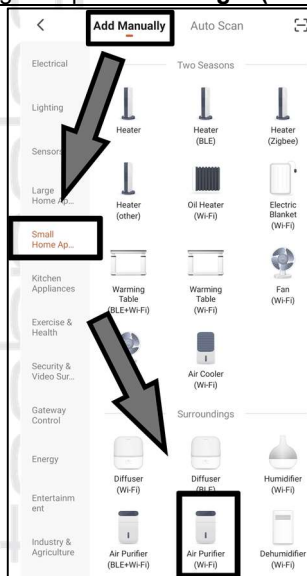 Add Manually Auto Scan
Electrical
Lighting
Sensors
Large
Home Ap...
Small
Home Ap...
Kitchen
Appliances
Exercise &
Health
Security &
Video Sur...
Gateway
Control
Energy
Entertainm
ent
Industry &
Agriculture
Two Seasons
Heater
Heater
(BLE)
Heater
(Zigbee)
Heater
(other)
Oil Heater
(Wi-Fi)
Electric
Blanket
(Wi-Fi)
Warming
Table
(BLE+Wi-Fi)
Warming
Table
(Wi-Fi)
Fan
(Wi-Fi)
Air Cooler
(Wi-Fi)
Surroundings
Diffuser
(Wi-Fi)
Diffuser
(BLE)
Humidifier
(Wi-Fi)
Air Purifier
(BLE+Wi-Fi)
Air Purifier
(Wi-Fi)
Dehumidifier
(Wi-Fi)